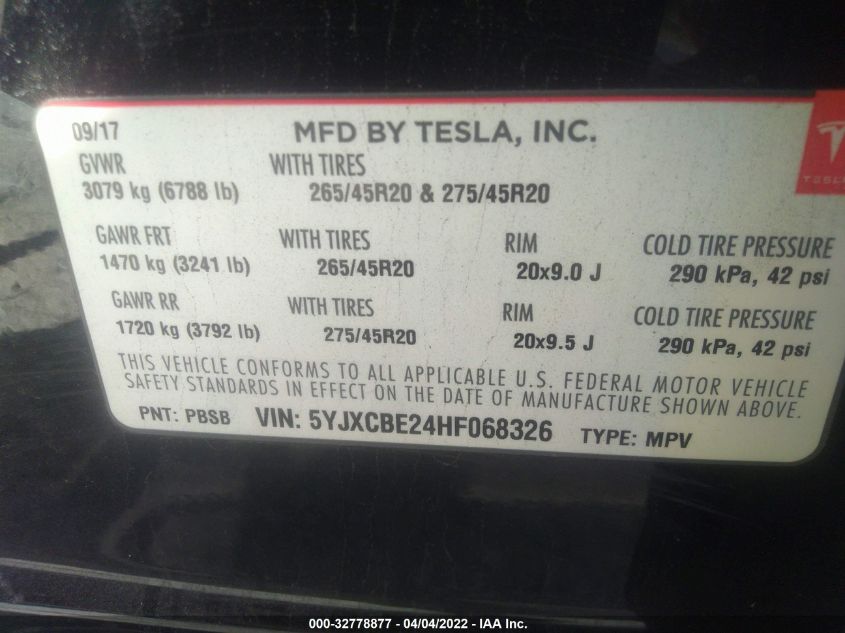 09/17 MFD BY TESLA, INC.
TESLA
GVWR WITH TIRES
3079 kg (6788 lb) 265/45R20 & 275/45R20
GAWR FRT WITH TIRES RIM COLD TIRE PRESSURE
1470 kg (3241 lb) 265/45R20 20x9.0 J 290 kPa, 42 psi
GAWR RR WITH TIRES RIM COLD TIRE PRESSURE
1720 kg (3792 lb) 275/45R20 20x9.5 J 290 kPa, 42 psi
THIS VEHICLE CONFORMS TO ALL APPLICABLE U.S. FEDERAL MOTOR VEHICLE
SAFETY STANDARDS IN EFFECT ON THE DATE OF MANUFACTURE SHOWN ABOVE.
PNT: PBSB VIN: 5YJXCBE24HF068326 TYPE: MPV
000-32778877 - 04/04/2022 - IAA Inc.